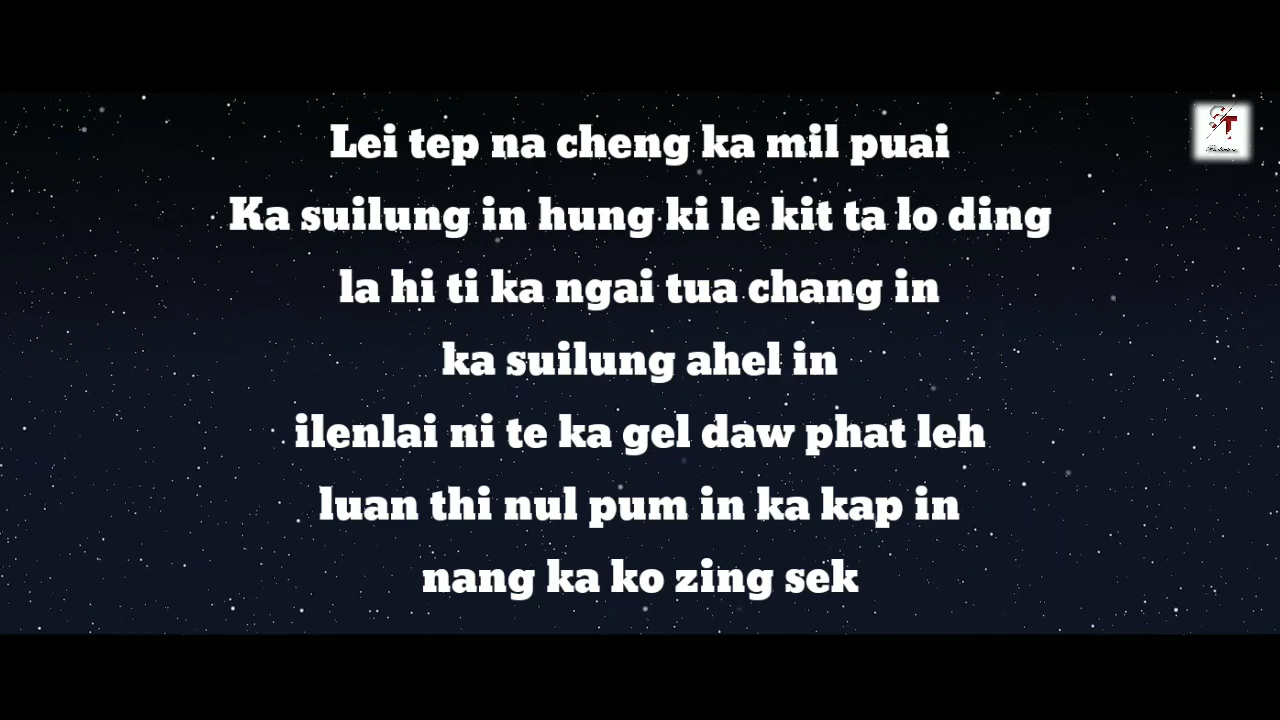 Lei tep na cheng ka mil puai
Ka suilung in hung ki le kit ta lo ding
la hi ti ka ngai tua chang in
ka suilung ahel in
ilenlai ni te ka gel daw phat leh
luan thi nul pum in ka kap in
nang ka ko zing sek